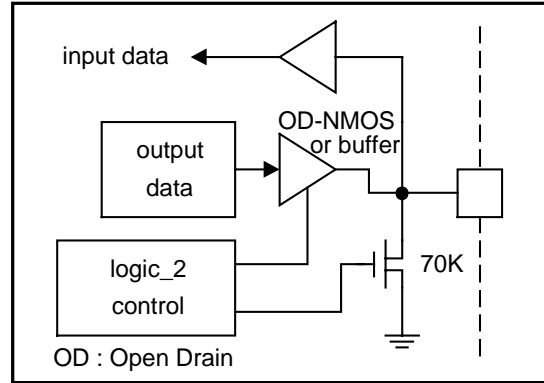 input data
OD-NMOS
or buffer
output
data
70K
logic_2
control
OD : Open Drain